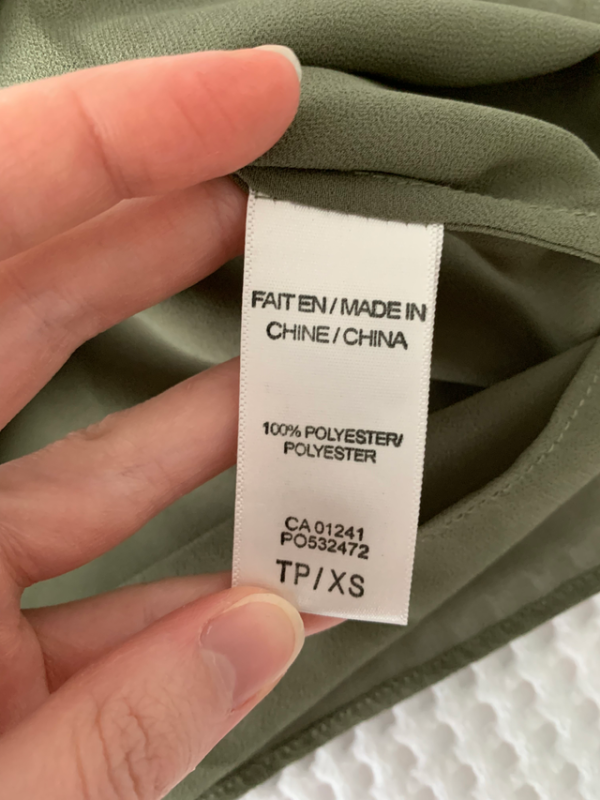 FAIT EN / MADE IN
CHINE / CHINA
100% POLYESTER/
POLYESTER
CA 01241
PO532472
TP / XS